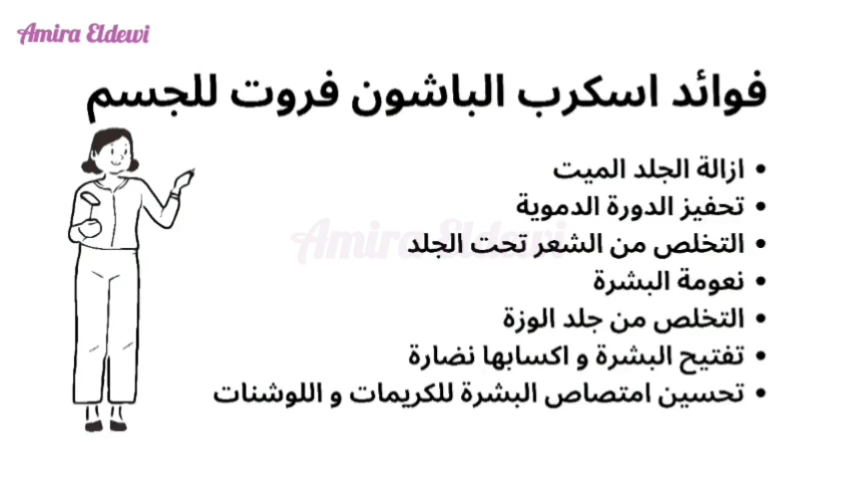 Amira Eldewi
فوائد اسكرب الباشون فروت للجسم
• ازالة الجلد الميت
• تحفيز الدورة الدموية
• التخلص من الشعر تحت الجلد
Amira Eldewi
• نعومة البشرة
• التخلص من جلد الوزة
• تفتيح البشرة و اكسابها نضارة
• تحسين امتصاص البشرة للكريمات و اللوشنات